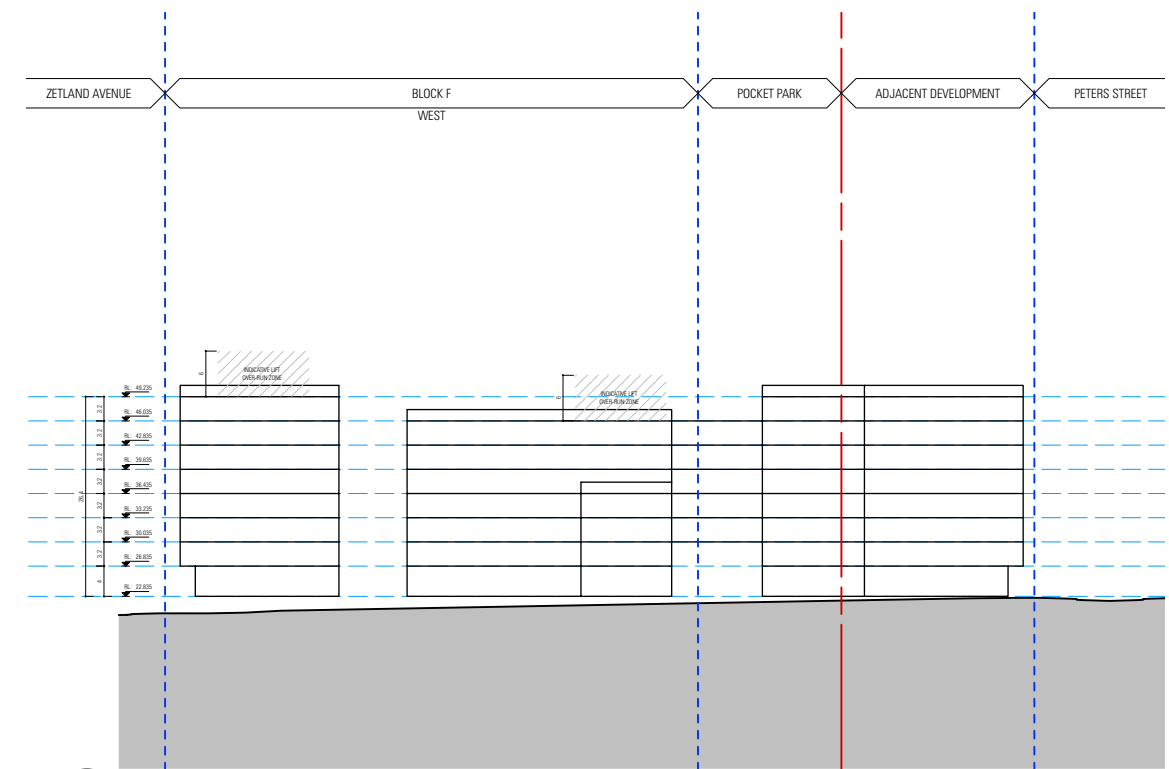 ZETLAND AVENUE
BLOCK F
POCKET PARK
ADJACENT DEVELOPMENT
PETERS STREET
WEST
6
INDICATIVE LIFT
OVER-RUN ZONE
6
INDICATIVE LIFT
OVER-RUN ZONE
RL: 49.235
3.2
RL: 46.035
3.2
RL: 42.835
3.2
RL: 39.635
3.2
RL: 36.435
26.4
3.2
RL: 33.235
3.2
RL: 30.035
3.2
RL: 26.835
4
RL: 22.835